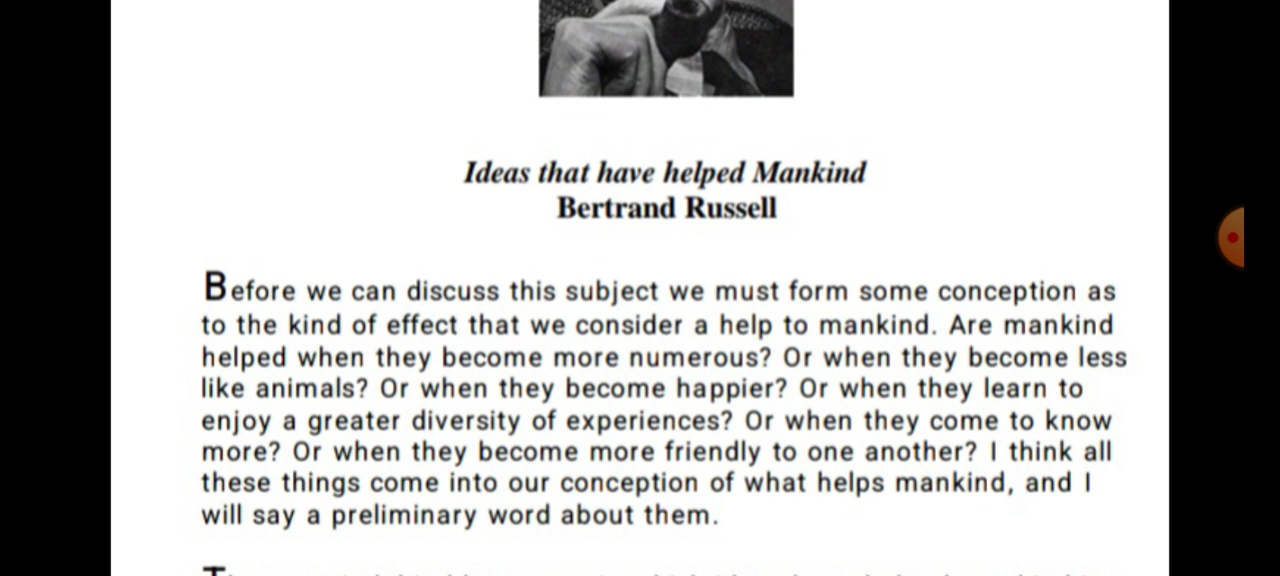 Ideas that have helped Mankind
Bertrand Russell
Before we can discuss this subject we must form some conception as
to the kind of effect that we consider a help to mankind. Are mankind
helped when they become more numerous? Or when they become less
like animals? Or when they become happier? Or when they learn to
enjoy a greater diversity of experiences? Or when they come to know
more? Or when they become more friendly to one another? I think all
these things come into our conception of what helps mankind, and I
will say a preliminary word about them.